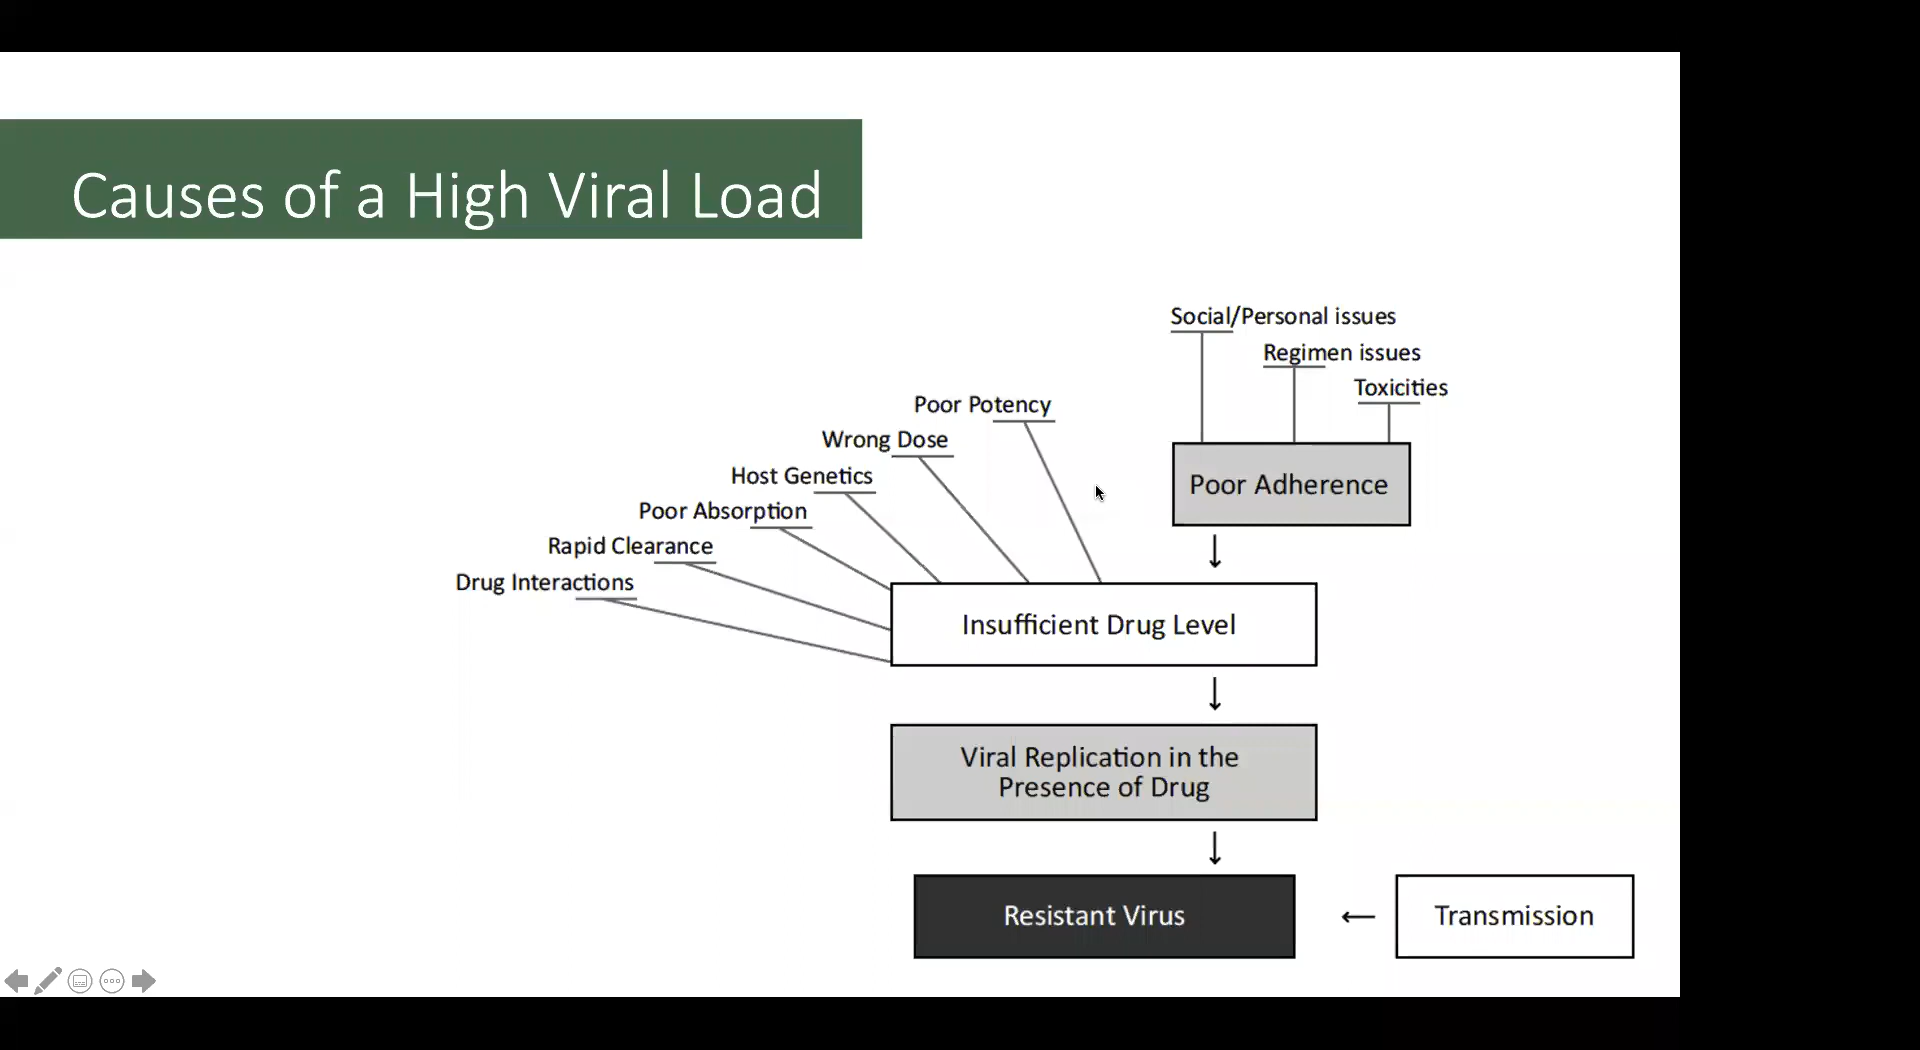 Causes of a High Viral Load
Social/Personal issues
Regimen issues
Toxicities
Poor Potency
Wrong Dose
Host Genetics
Poor Absorption
Rapid Clearance
Drug Interactions
Poor Adherence
Insufficient Drug Level
Viral Replication in the
Presence of Drug
Resistant Virus
Transmission